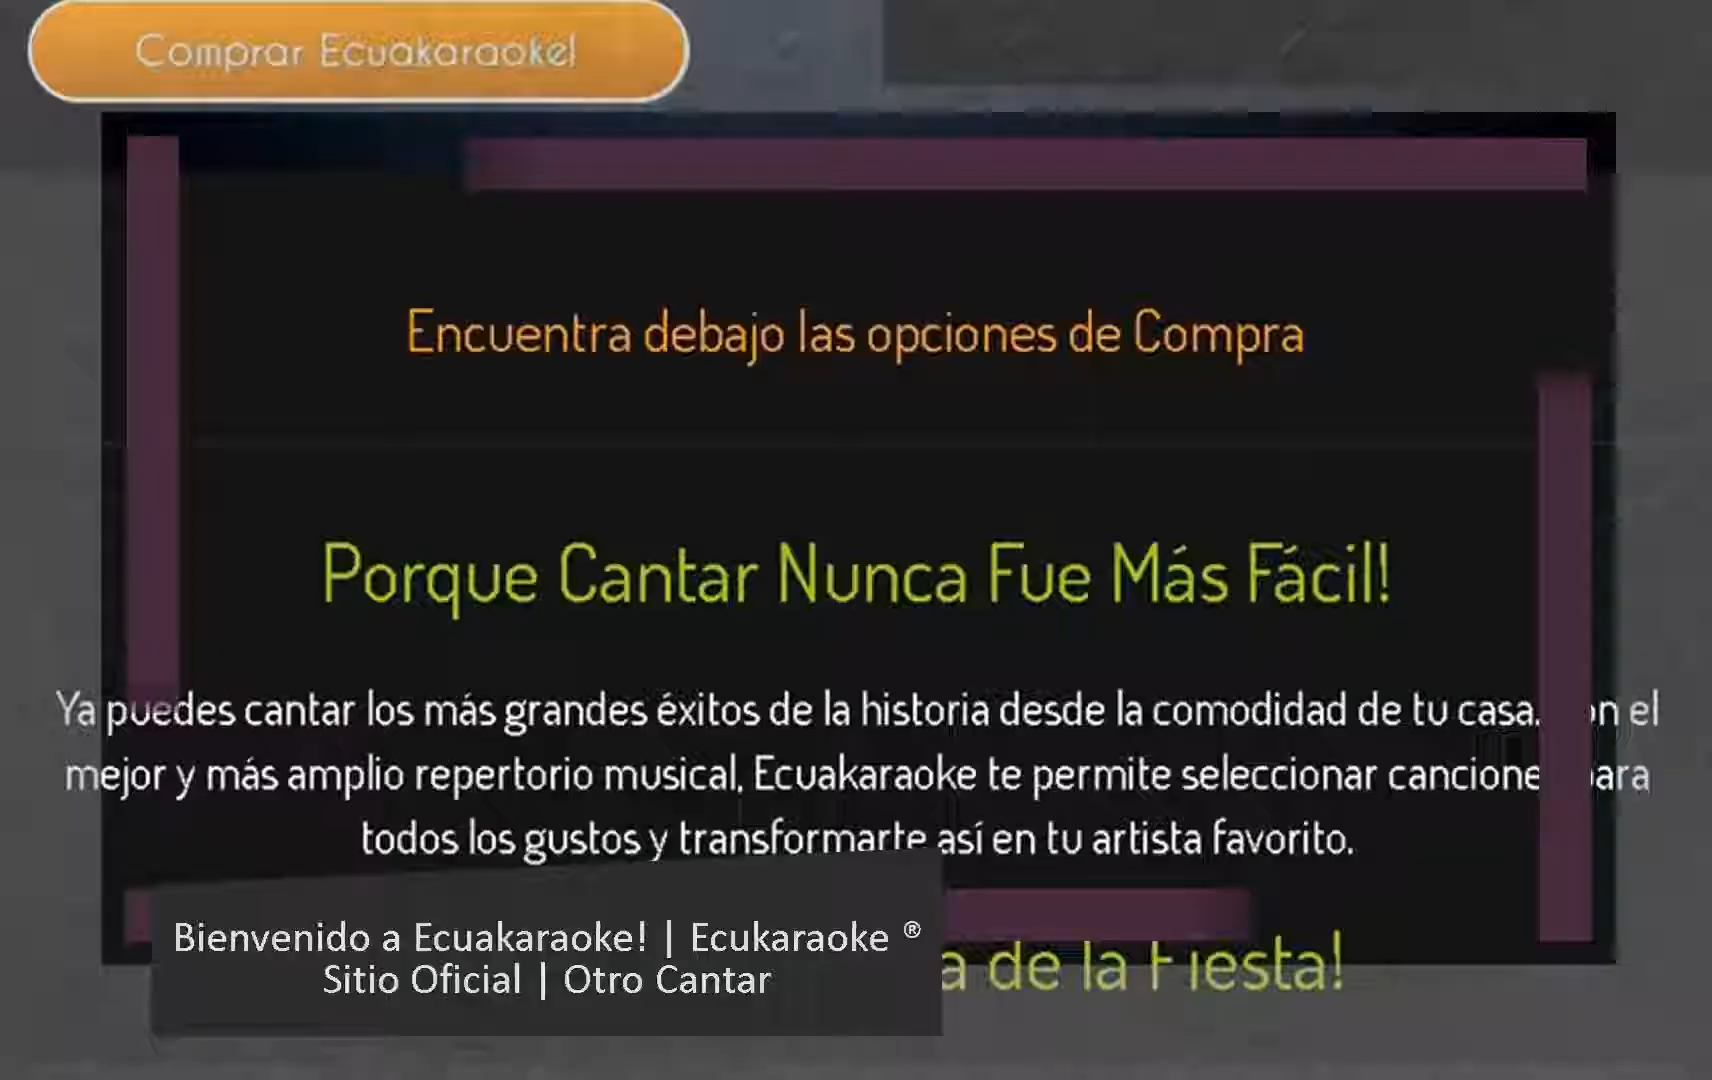 Comprar Ecuakaraoke!
Encuentra debajo las opciones de Compra
Porque Cantar Nunca Fue Más Fácil!
Ya puedes cantar los más grandes éxitos de la historia desde la comodidad de tu casa. el
mejor y más amplio repertorio musical, Ecuakaraoke te permite seleccionar
todos los gustos y transformarte así en tu artista favorito.
de la Fiesta!
Bienvenido a Ecuakaraoke! | Ecukaraoke ®
Sitio Oficial | Otro Cantar